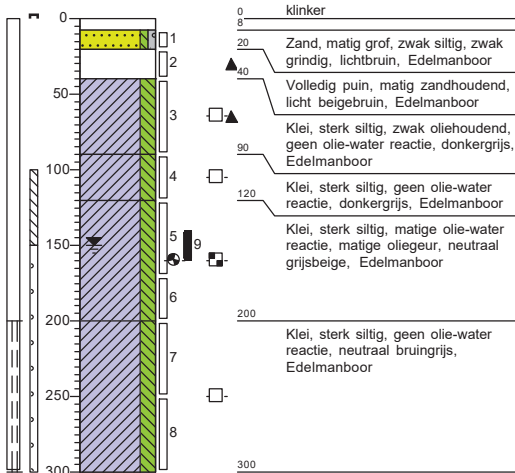 0
8
klinker
20
Zand, matig grof, zwak siltig, zwak
grindig, lichtbruin, Edelmanboor
40
Volledig puin, matig zandhoudend,
licht beigebruin, Edelmanboor
90
Klei, sterk siltig, zwak oliehoudend,
geen olie-water reactie, donkergrijs,
Edelmanboor
120
Klei, sterk siltig, geen olie-water
reactie, donkergrijs, Edelmanboor
Klei, sterk siltig, matige olie-water
reactie, matige oliegeur, neutraal
grijsbeige, Edelmanboor
200
Klei, sterk siltig, geen olie-water
reactie, neutraal bruingrijs,
Edelmanboor
300
0
50
100
150
200
250
300
1
2
3
4
5
9
6
7
8